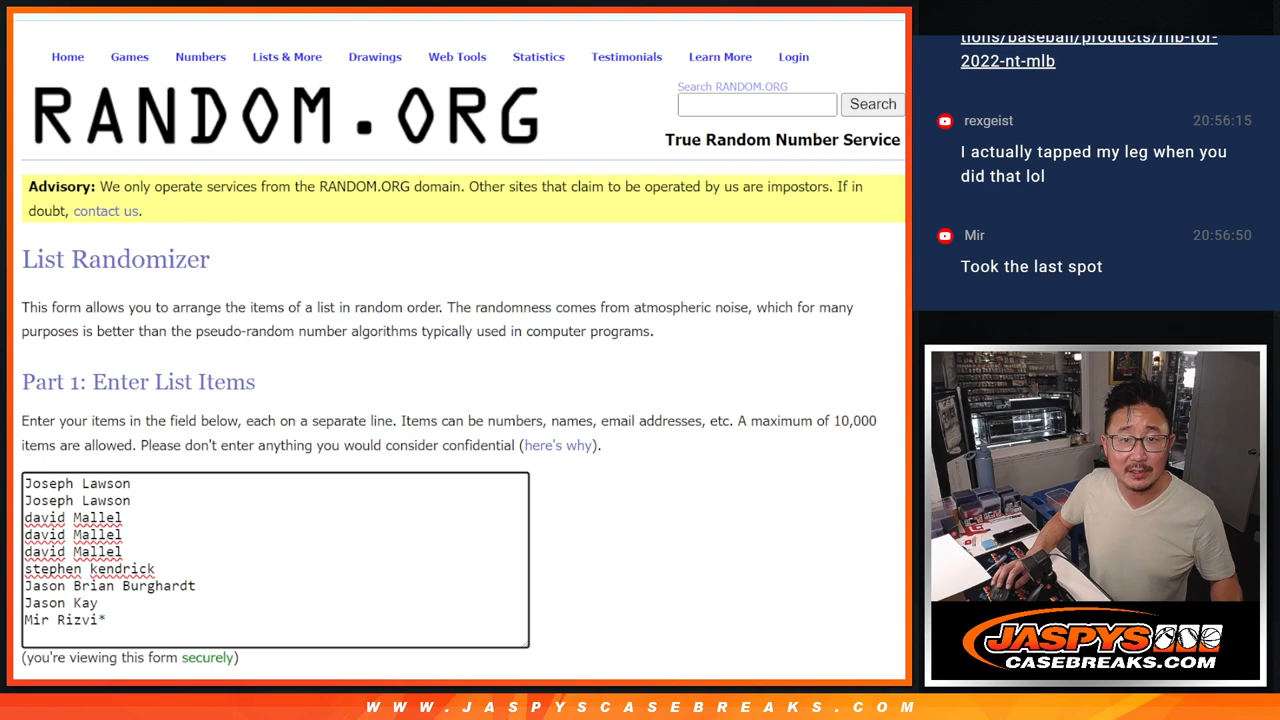 Home Games Numbers Lists & More Drawings Web Tools Statistics Testimonials Learn More Login
RANDOM.ORG
Search RANDOM.ORG
Search
True Random Number Service
Advisory: We only operate services from the RANDOM.ORG domain. Other sites that claim to be operated by us are impostors. If in
doubt, contact us.
List Randomizer
This form allows you to arrange the items of a list in random order. The randomness comes from atmospheric noise, which for many
purposes is better than the pseudo-random number algorithms typically used in computer programs.
Part 1: Enter List Items
Enter your items in the field below, each on a separate line. Items can be numbers, names, email addresses, etc. A maximum of 10,000
items are allowed. Please don't enter anything you would consider confidential (here's why).
Joseph Lawson
Joseph Lawson
david Mallel
david Mallel
david Mallel
stephen kendrick
Jason Brian Burghardt
Jason Kay
Mir Rizvi*
(you're viewing this form securely)
tions/baseball/products/rnb-for-
2022-nt-mlb
rexgeist 20:56:15
I actually tapped my leg when you
did that lol
Mir 20:56:50
Took the last spot
JASPYS
CASEBREAKS.COM
WWW.JASPYSCASEBREAKS.COM